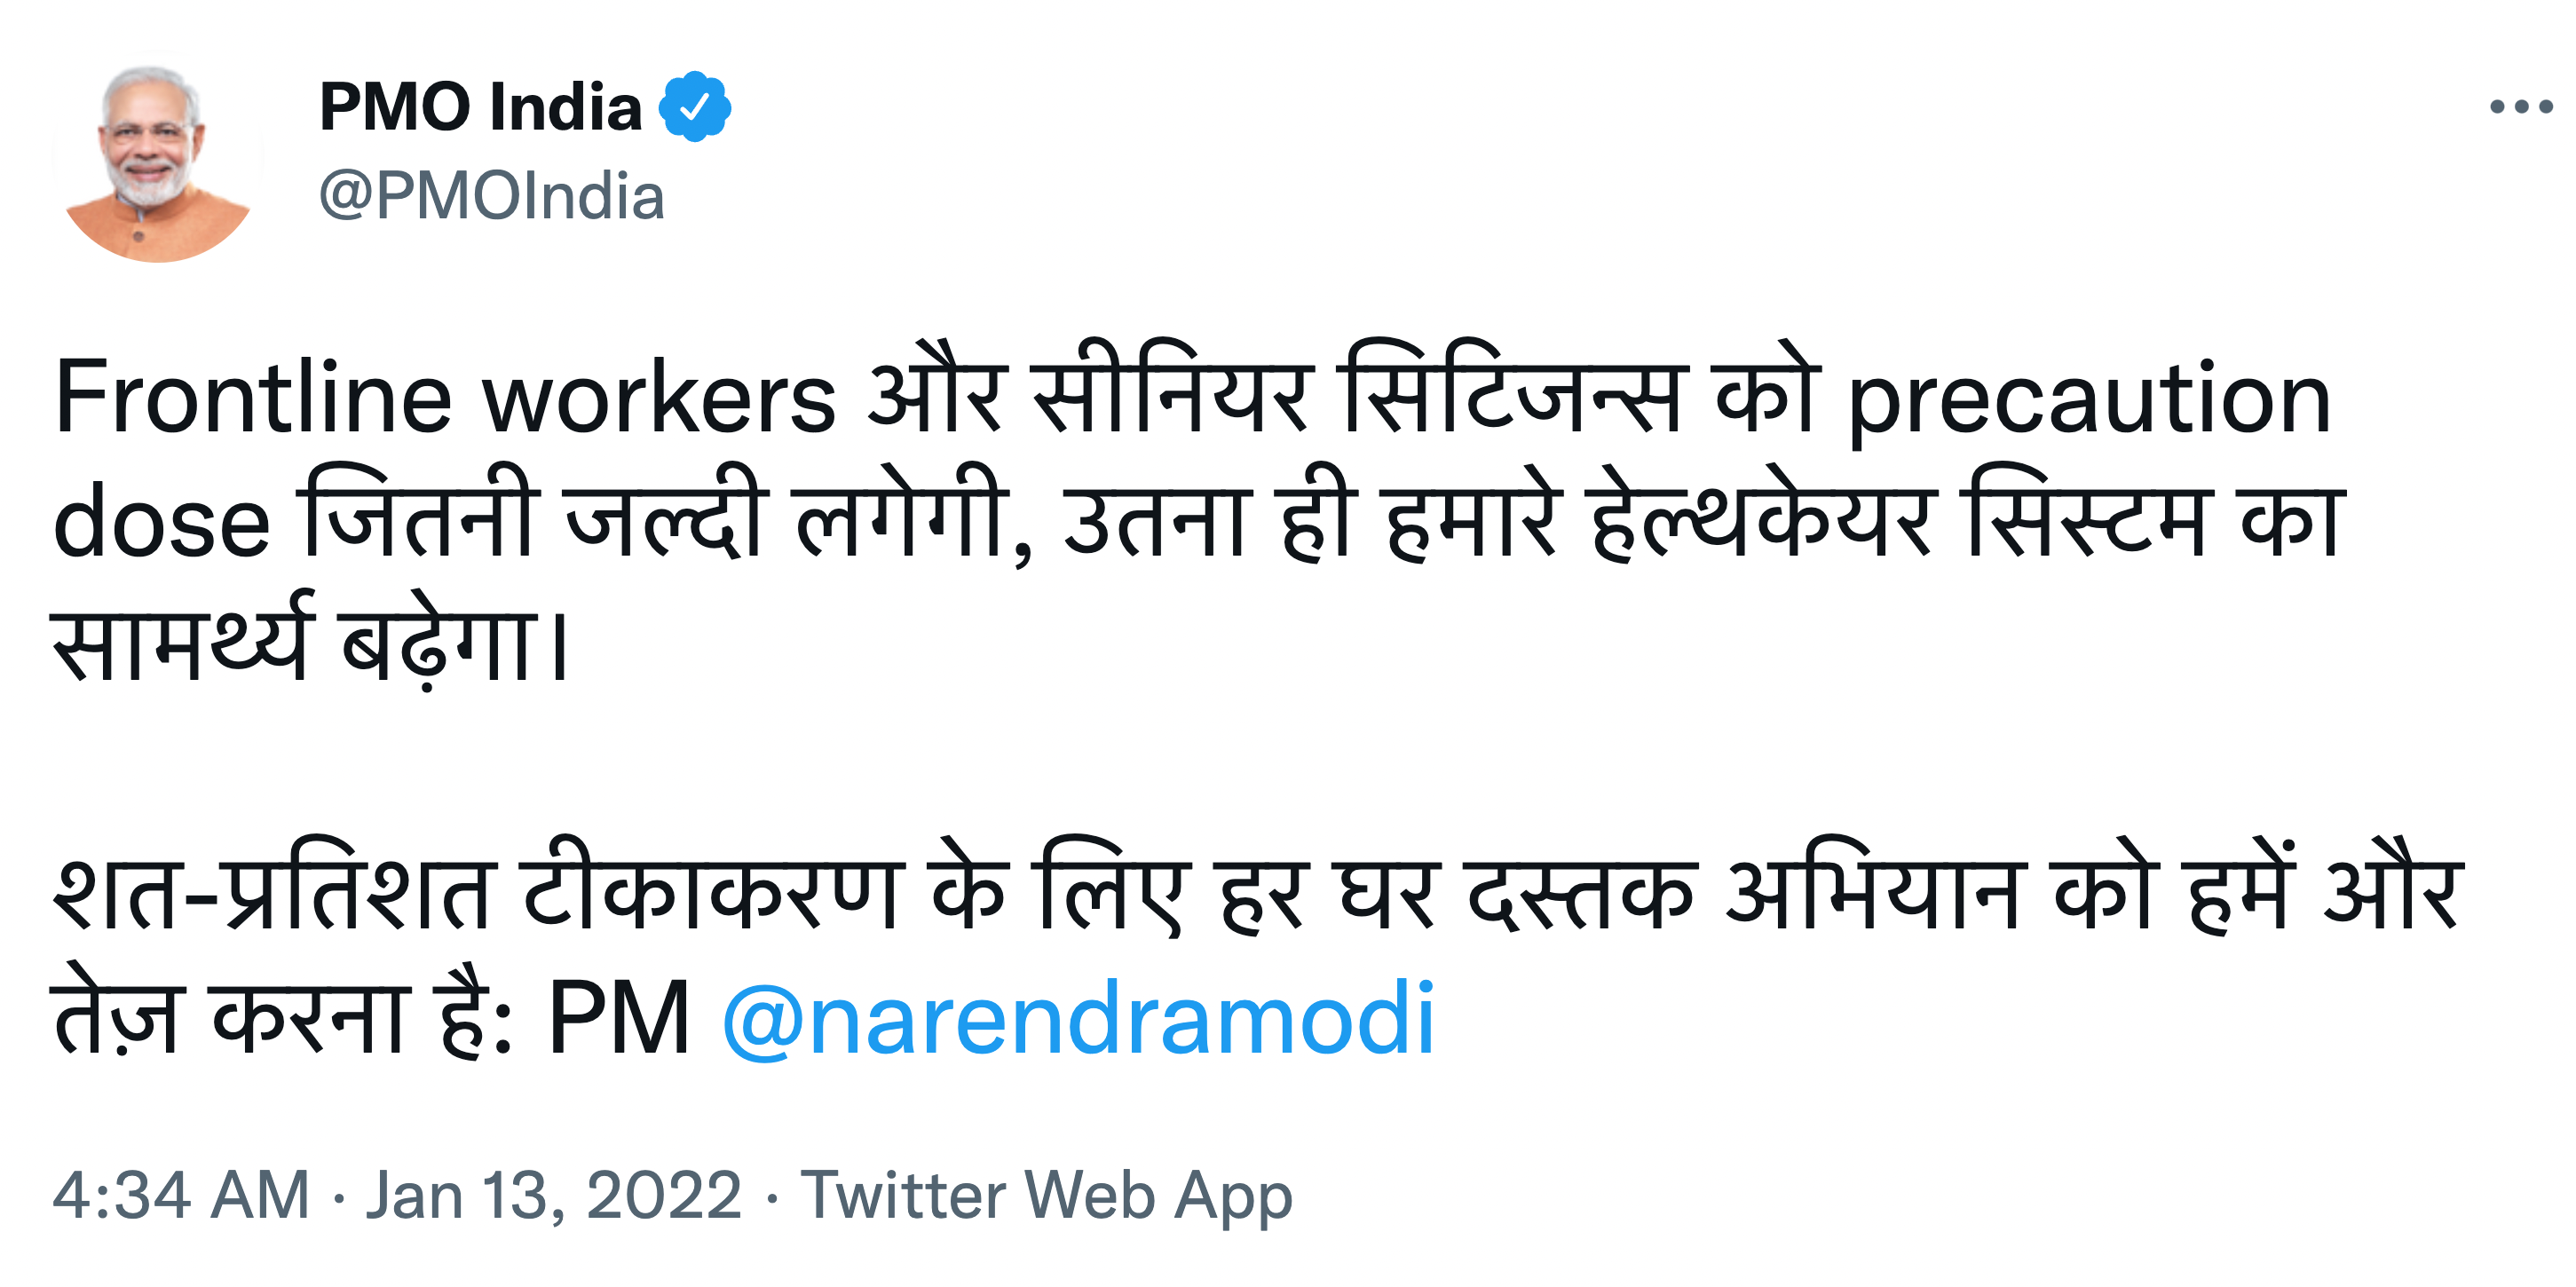 PMO India
@PMOIndia
Frontline workers और सीनियर सिटिजन्स को precaution
dose जितनी जल्दी लगेगी, उतना ही हमारे हेल्थकेयर सिस्टम का
सामर्थ्य बढ़ेगा।
शत-प्रतिशत टीकाकरण के लिए हर घर दस्तक अभियान को हमें और
तेज़ करना है: PM @narendramodi
4:34 AM · Jan 13, 2022 · Twitter Web App